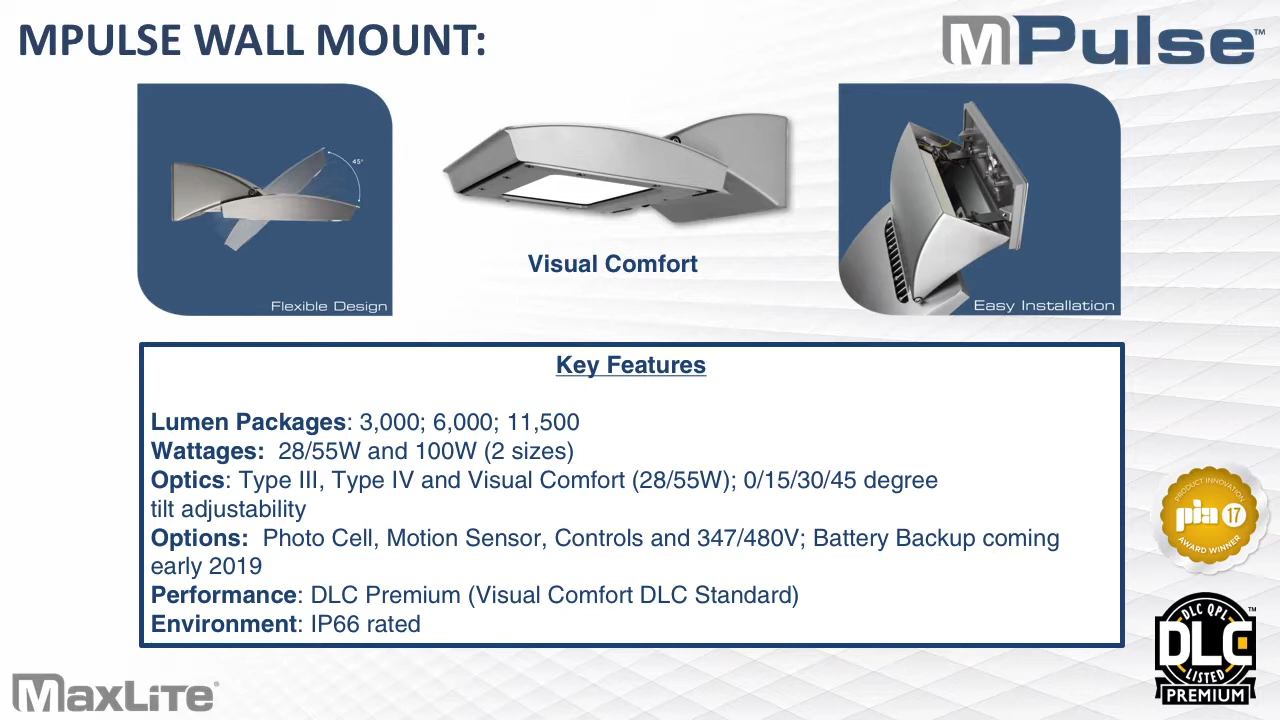 MPULSE WALL MOUNT:
MPulse™
45°
Flexible Design
Visual Comfort
Easy Installation
Key Features
Lumen Packages: 3,000; 6,000; 11,500
Wattages:  28/55W and 100W (2 sizes)
Optics: Type III, Type IV and Visual Comfort (28/55W); 0/15/30/45 degree
tilt adjustability
Options:  Photo Cell, Motion Sensor, Controls and 347/480V; Battery Backup coming
early 2019
Performance: DLC Premium (Visual Comfort DLC Standard)
Environment: IP66 rated
PRODUCT INNOVATION
pia 17
AWARD WINNER
DLC QPL
DLC™
LISTED
PREMIUM
MAXLITE®